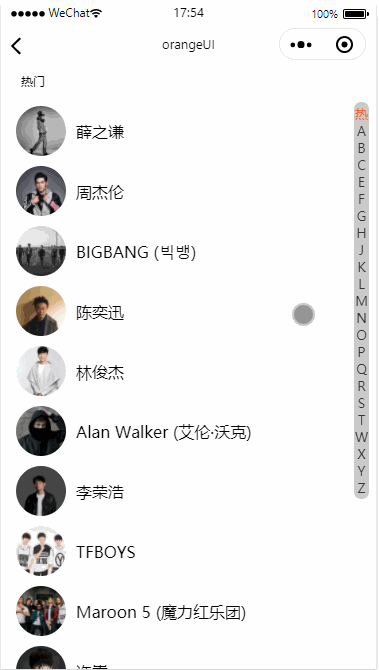 ●●●●● WeChat 17:54 100%
orangeUI
热门
薛之谦
周杰伦
BIGBANG (빅뱅)
陈奕迅
林俊杰
Alan Walker (艾伦·沃克)
李荣浩
TFBOYS
Maroon 5 (魔力红乐团)
热
A
B
C
E
F
G
H
J
K
L
M
N
O
P
Q
R
S
T
W
X
Y
Z